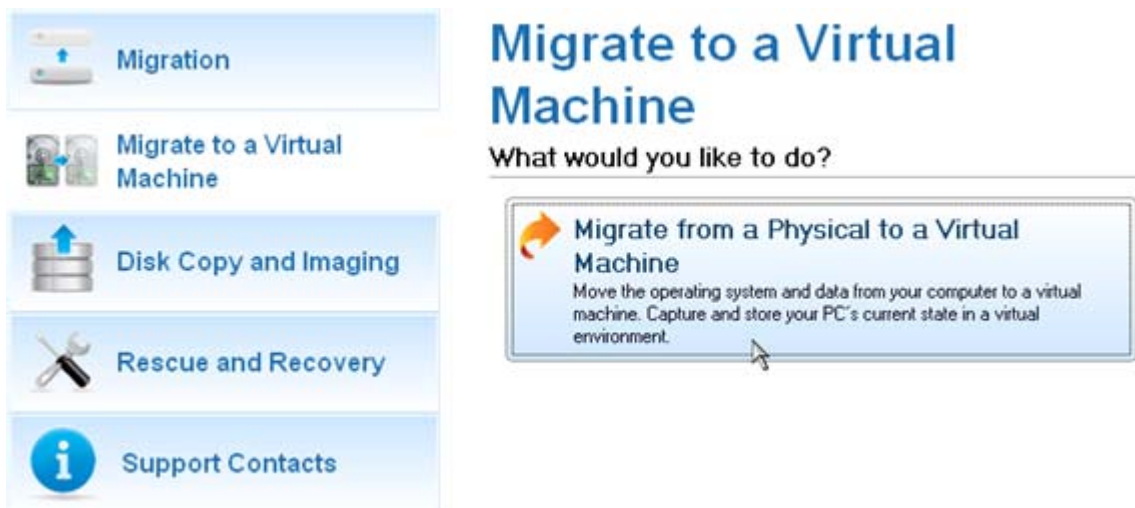 Migration
Migrate to a Virtual
Machine
Disk Copy and Imaging
Rescue and Recovery
Support Contacts
Migrate to a Virtual
Machine
What would you like to do?
Migrate from a Physical to a Virtual
Machine
Move the operating system and data from your computer to a virtual
machine. Capture and store your PC´s current state in a virtual
environment.